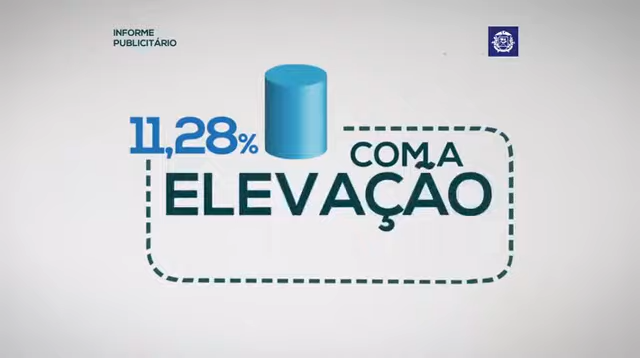 INFORME
PUBLICITÁRIO
11,28%
COM A
ELEVAÇÃO